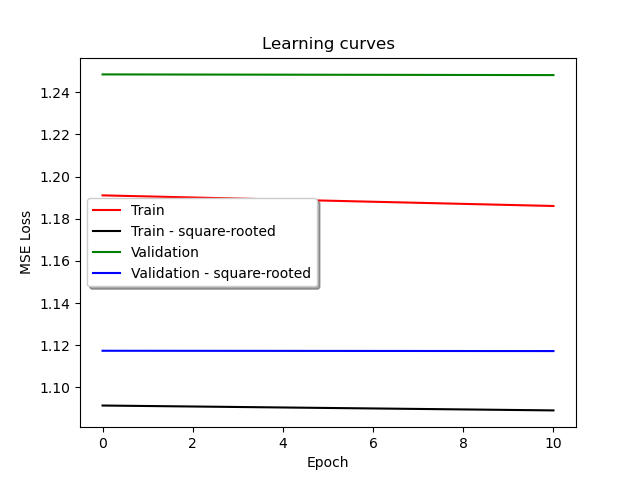 Learning curves
MSE Loss
1.24
1.22
1.20
1.18
1.16
1.14
1.12
1.10
Train
Train - square-rooted
Validation
Validation - square-rooted
0 2 4 6 8 10
Epoch